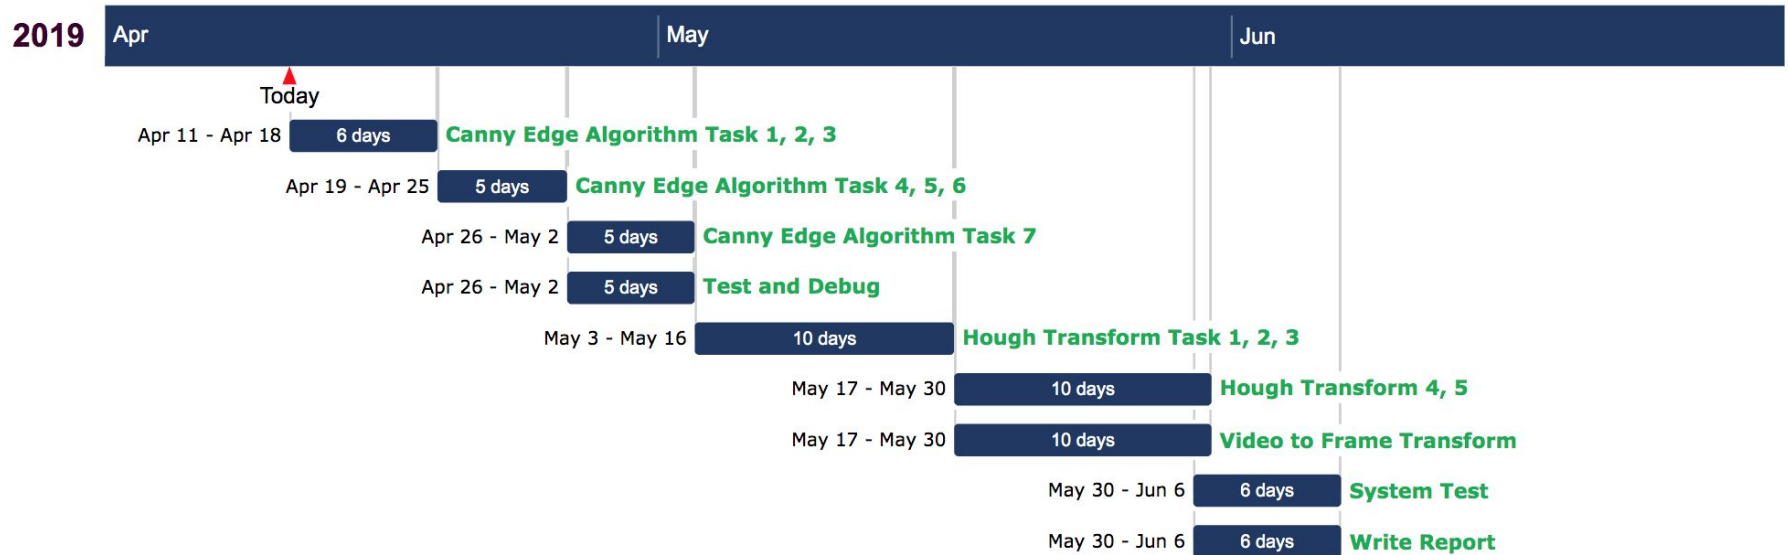 2019 Apr May Jun
Today
Apr 11 - Apr 18 6 days Canny Edge Algorithm Task 1, 2, 3
Apr 19 - Apr 25 5 days Canny Edge Algorithm Task 4, 5, 6
Apr 26 - May 2 5 days Canny Edge Algorithm Task 7
Apr 26 - May 2 5 days Test and Debug
May 3 - May 16 10 days Hough Transform Task 1, 2, 3
May 17 - May 30 10 days Hough Transform 4, 5
May 17 - May 30 10 days Video to Frame Transform
May 30 - Jun 6 6 days System Test
May 30 - Jun 6 6 days Write Report